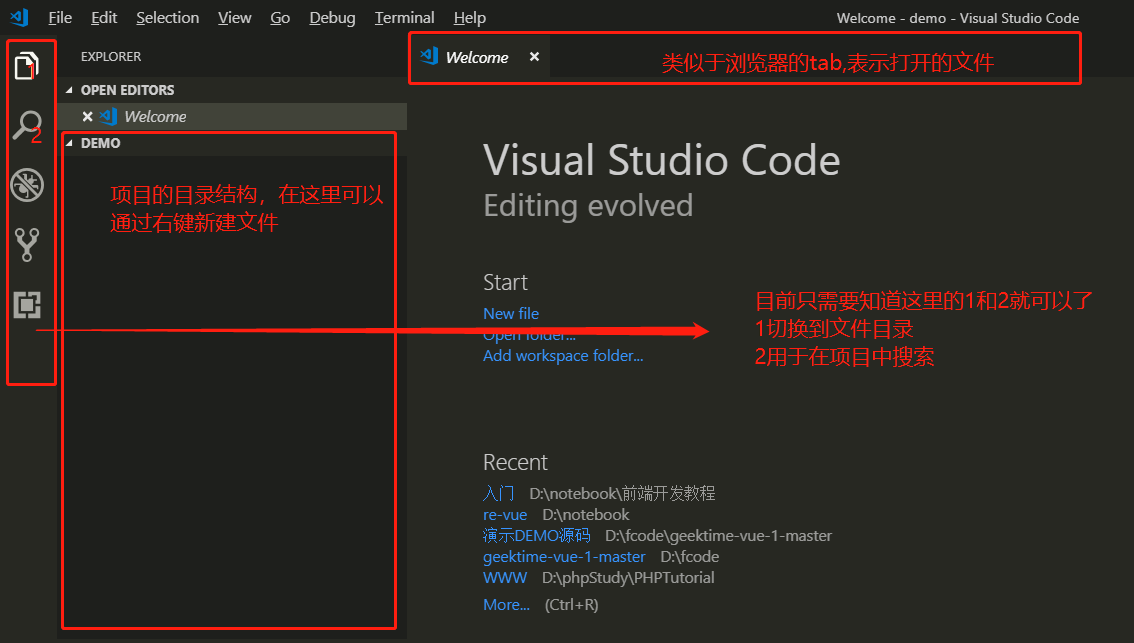 File Edit Selection View Go Debug Terminal Help
Welcome - demo - Visual Studio Code
EXPLORER
OPEN EDITORS
Welcome
DEMO
项目的目录结构，在这里可以
通过右键新建文件
1
2
Welcome
类似于浏览器的tab,表示打开的文件
Visual Studio Code
Editing evolved
Start
New file
Open folder...
Add workspace folder...
目前只需要知道这里的1和2就可以了
1切换到文件目录
2用于在项目中搜索
Recent
入门 D:\notebook\前端开发教程
re-vue D:\notebook
演示DEMO源码 D:\fcode\geektime-vue-1-master
geektime-vue-1-master D:\fcode
WWW D:\phpStudy\PHPTutorial
More... (Ctrl+R)